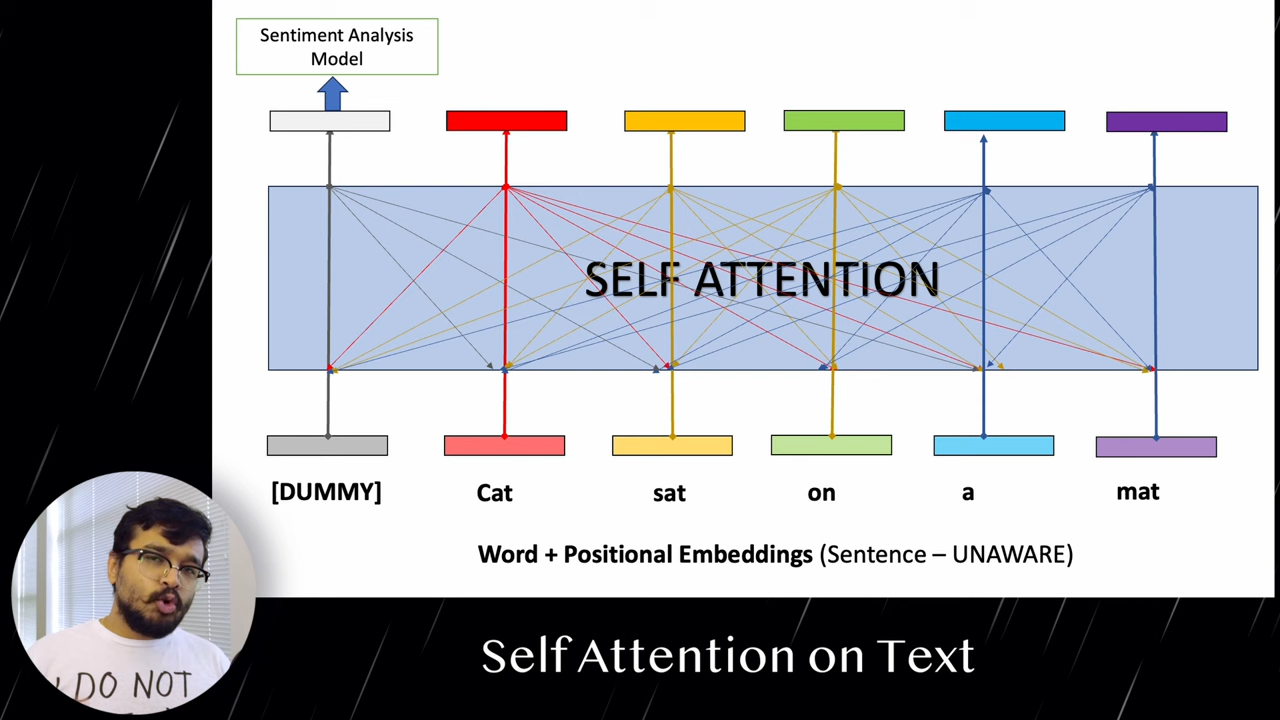 Sentiment Analysis
Model
SELF ATTENTION
[DUMMY] Cat sat on a mat
Word + Positional Embeddings (Sentence – UNAWARE)
I DO NOT
Self Attention on Text